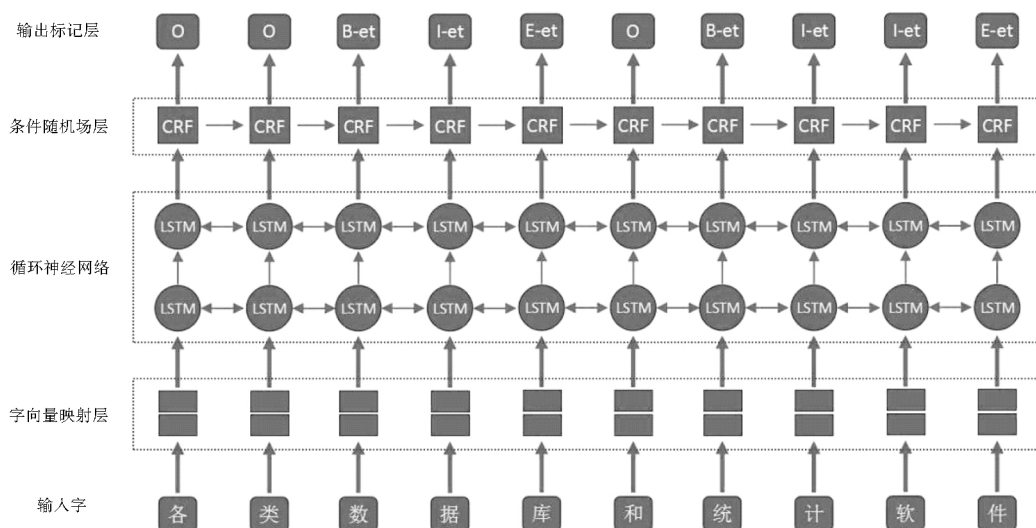 输出标记层 O O B-et I-et E-et O B-et I-et I-et E-et
条件随机场层 CRF CRF CRF CRF CRF CRF CRF CRF CRF CRF
LSTM LSTM LSTM LSTM LSTM LSTM LSTM LSTM LSTM LSTM
循环神经网络
LSTM LSTM LSTM LSTM LSTM LSTM LSTM LSTM LSTM LSTM
字向量映射层
输入字 各 类 数 据 库 和 统 计 软 件